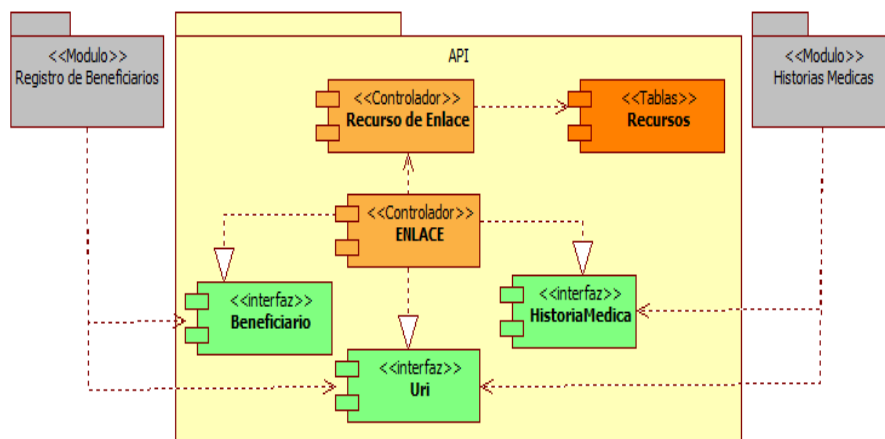 <<Modulo>>
Registro de Beneficiarios
API
<<Modulo>>
Historias Medicas
<<Controlador>>
Recurso de Enlace
<<Tablas>>
Recursos
<<Controlador>>
ENLACE
<<interfaz>>
Beneficiario
<<interfaz>>
HistoriaMedica
<<interfaz>>
Uri